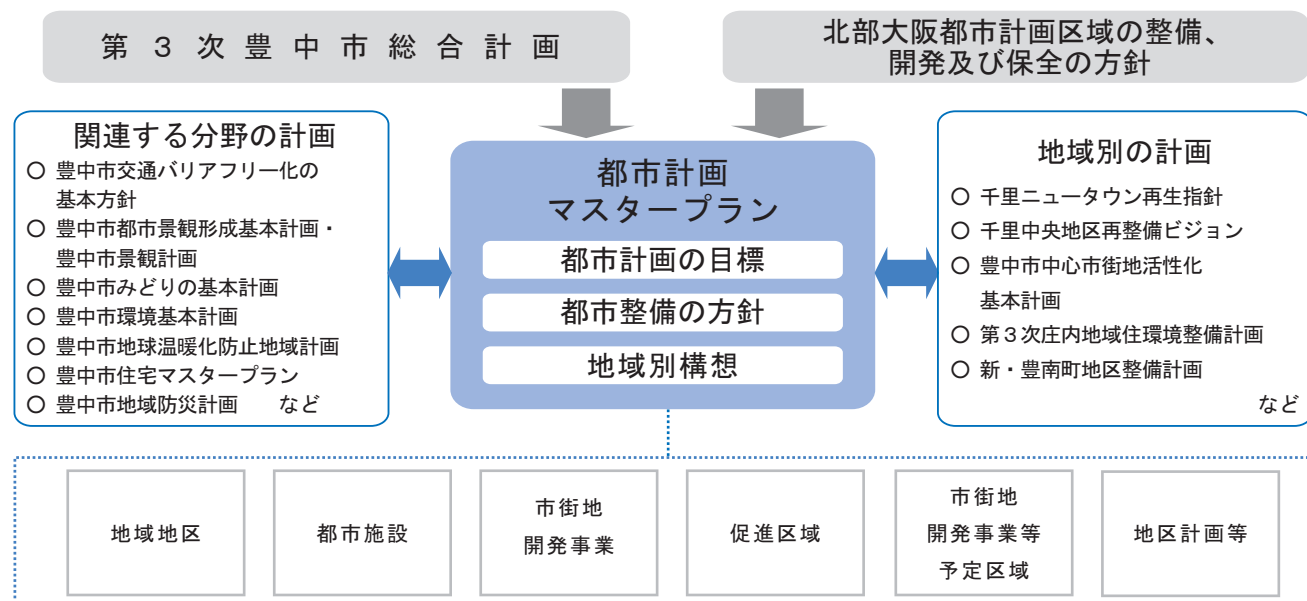 第3次豊中市総合計画
北部大阪都市計画区域の整備、
開発及び保全の方針
関連する分野の計画
○ 豊中市交通バリアフリー化の
基本方針
○ 豊中市都市景観形成基本計画・
豊中市景観計画
○ 豊中市みどりの基本計画
○ 豊中市環境基本計画
○ 豊中市地球温暖化防止地域計画
○ 豊中市住宅マスタープラン
○ 豊中市地域防災計画 など
都市計画
マスタープラン
都市計画の目標
都市整備の方針
地域別構想
地域別の計画
○ 千里ニュータウン再生指針
○ 千里中央地区再整備ビジョン
○ 豊中市中心市街地活性化
基本計画
○ 第3次庄内地域住環境整備計画
○ 新・豊南町地区整備計画
など
地域地区
都市施設
市街地
開発事業
促進区域
市街地
開発事業等
予定区域
地区計画等